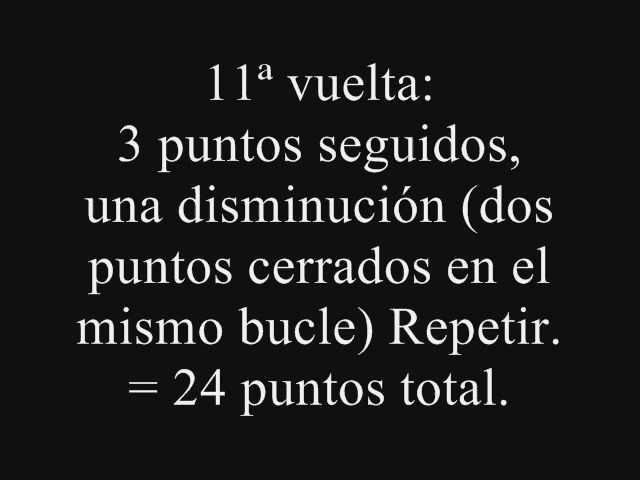 11ª vuelta:
3 puntos seguidos,
una disminución (dos
puntos cerrados en el
mismo bucle) Repetir.
= 24 puntos total.